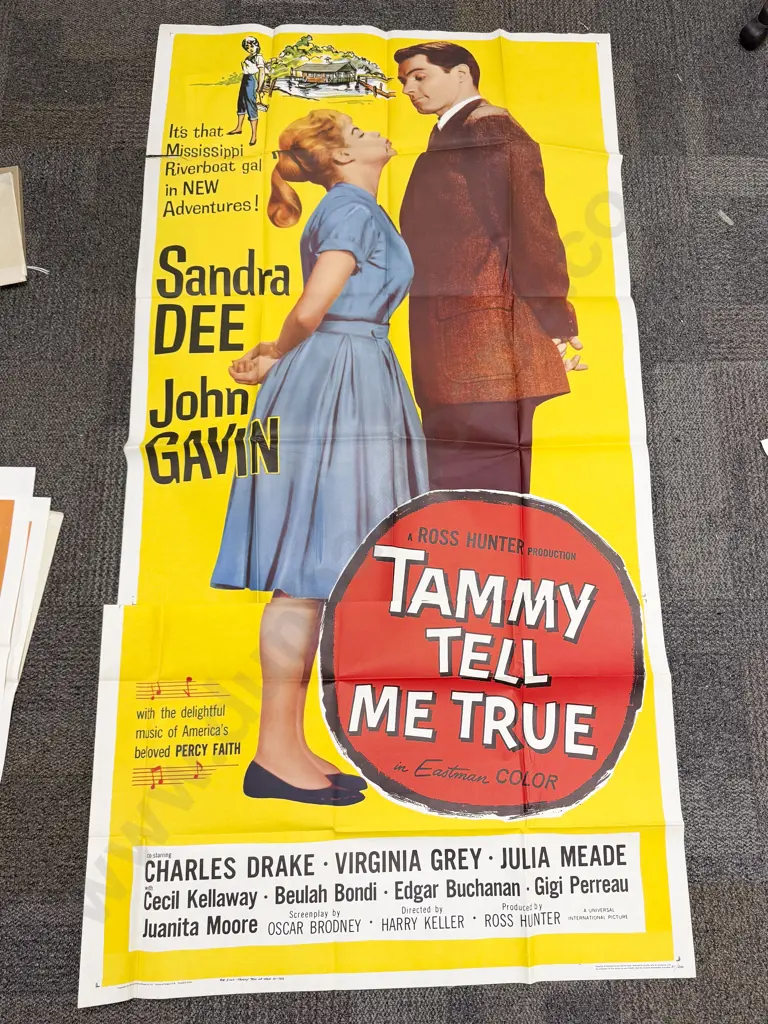 It's that
Mississippi
Riverboat gal
in NEW
Adventures!
Sandra
DEE
John
GAVIN
A ROSS HUNTER PRODUCTION
TAMMY
TELL
ME TRUE
in Eastman COLOR
with the delightful
music of America's
beloved PERCY FAITH
co-starring
CHARLES DRAKE · VIRGINIA GREY · JULIA MEADE
with
Cecil Kellaway · Beulah Bondi · Edgar Buchanan · Gigi Perreau
Juanita Moore
Screenplay by
OSCAR BRODNEY ·
Directed by
HARRY KELLER ·
Produced by
ROSS HUNTER
A UNIVERSAL
INTERNATIONAL PICTURE